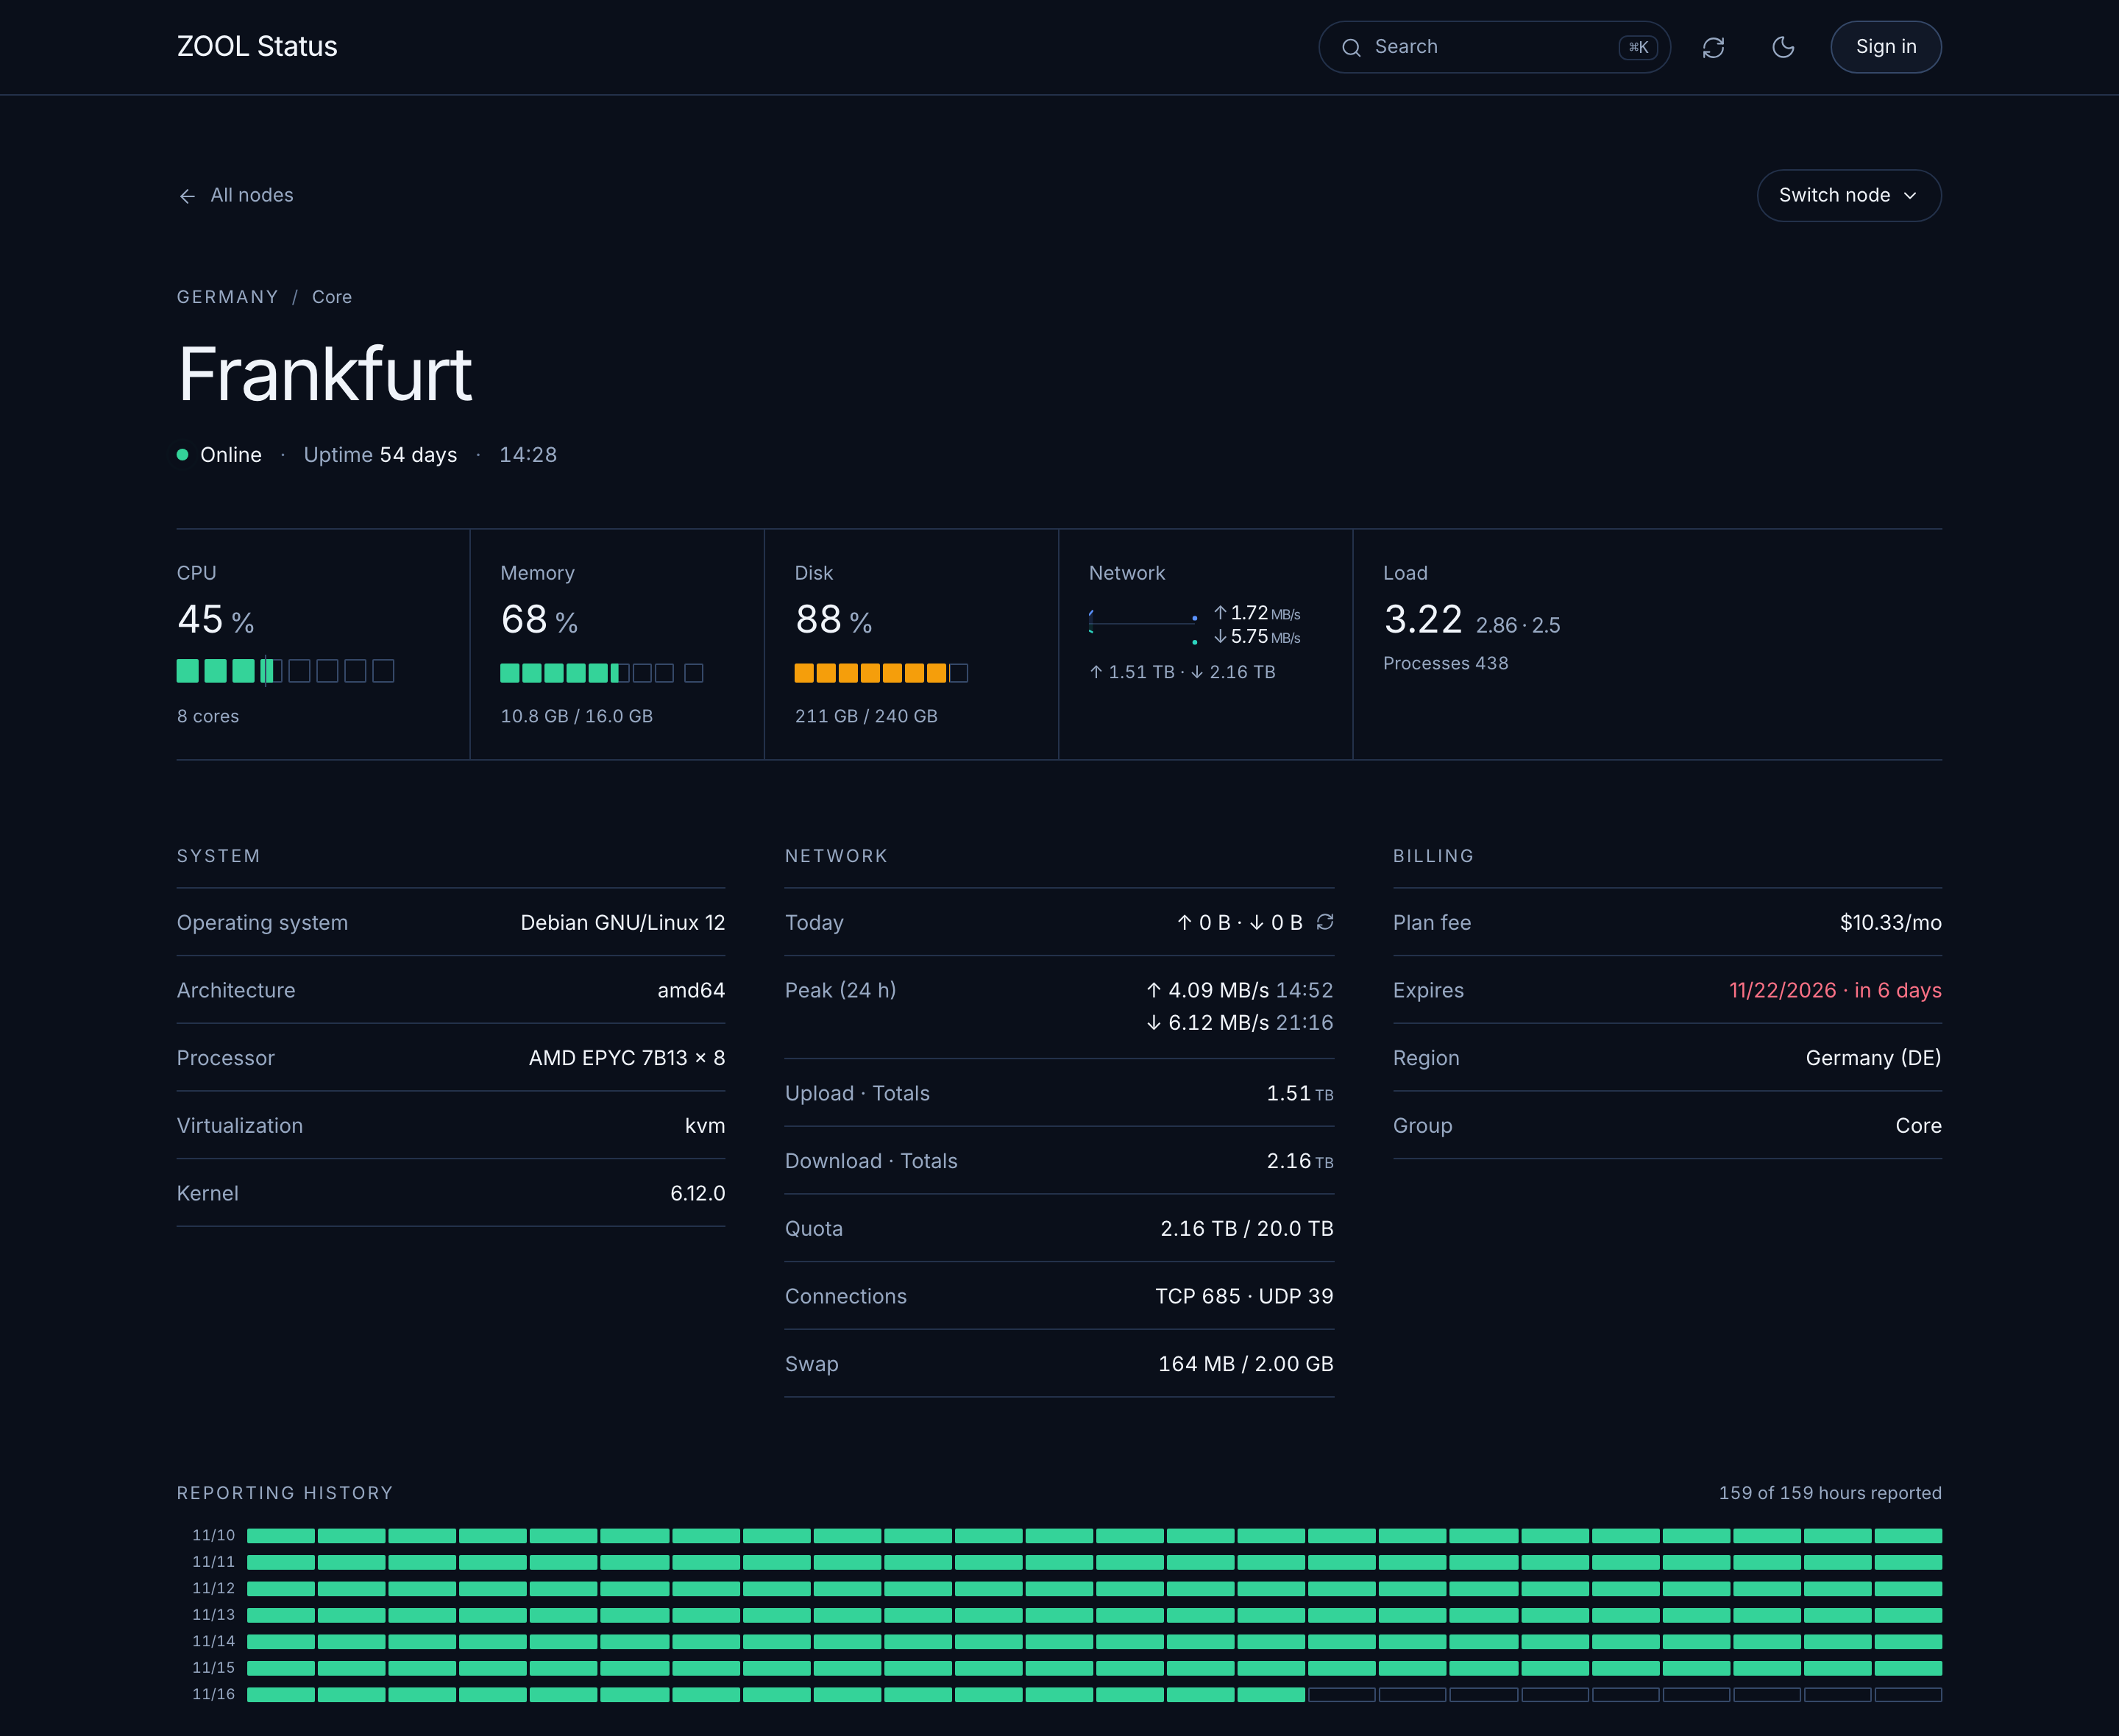 ZOOL Status
Search ⌘K
Sign in
All nodes
Switch node
GERMANY / Core
Frankfurt
Online · Uptime 54 days · 14:28
CPU
45 %
8 cores
Memory
68 %
10.8 GB / 16.0 GB
Disk
88 %
211 GB / 240 GB
Network
↑ 1.72 MB/s
↓ 5.75 MB/s
↑ 1.51 TB · ↓ 2.16 TB
Load
3.22 2.86 · 2.5
Processes 438
SYSTEM
Operating system Debian GNU/Linux 12
Architecture amd64
Processor AMD EPYC 7B13 × 8
Virtualization kvm
Kernel 6.12.0
NETWORK
Today ↑ 0 B · ↓ 0 B
Peak (24 h) ↑ 4.09 MB/s 14:52
↓ 6.12 MB/s 21:16
Upload · Totals 1.51 TB
Download · Totals 2.16 TB
Quota 2.16 TB / 20.0 TB
Connections TCP 685 · UDP 39
Swap 164 MB / 2.00 GB
BILLING
Plan fee $10.33/mo
Expires 11/22/2026 · in 6 days
Region Germany (DE)
Group Core
REPORTING HISTORY 159 of 159 hours reported
11/10
11/11
11/12
11/13
11/14
11/15
11/16